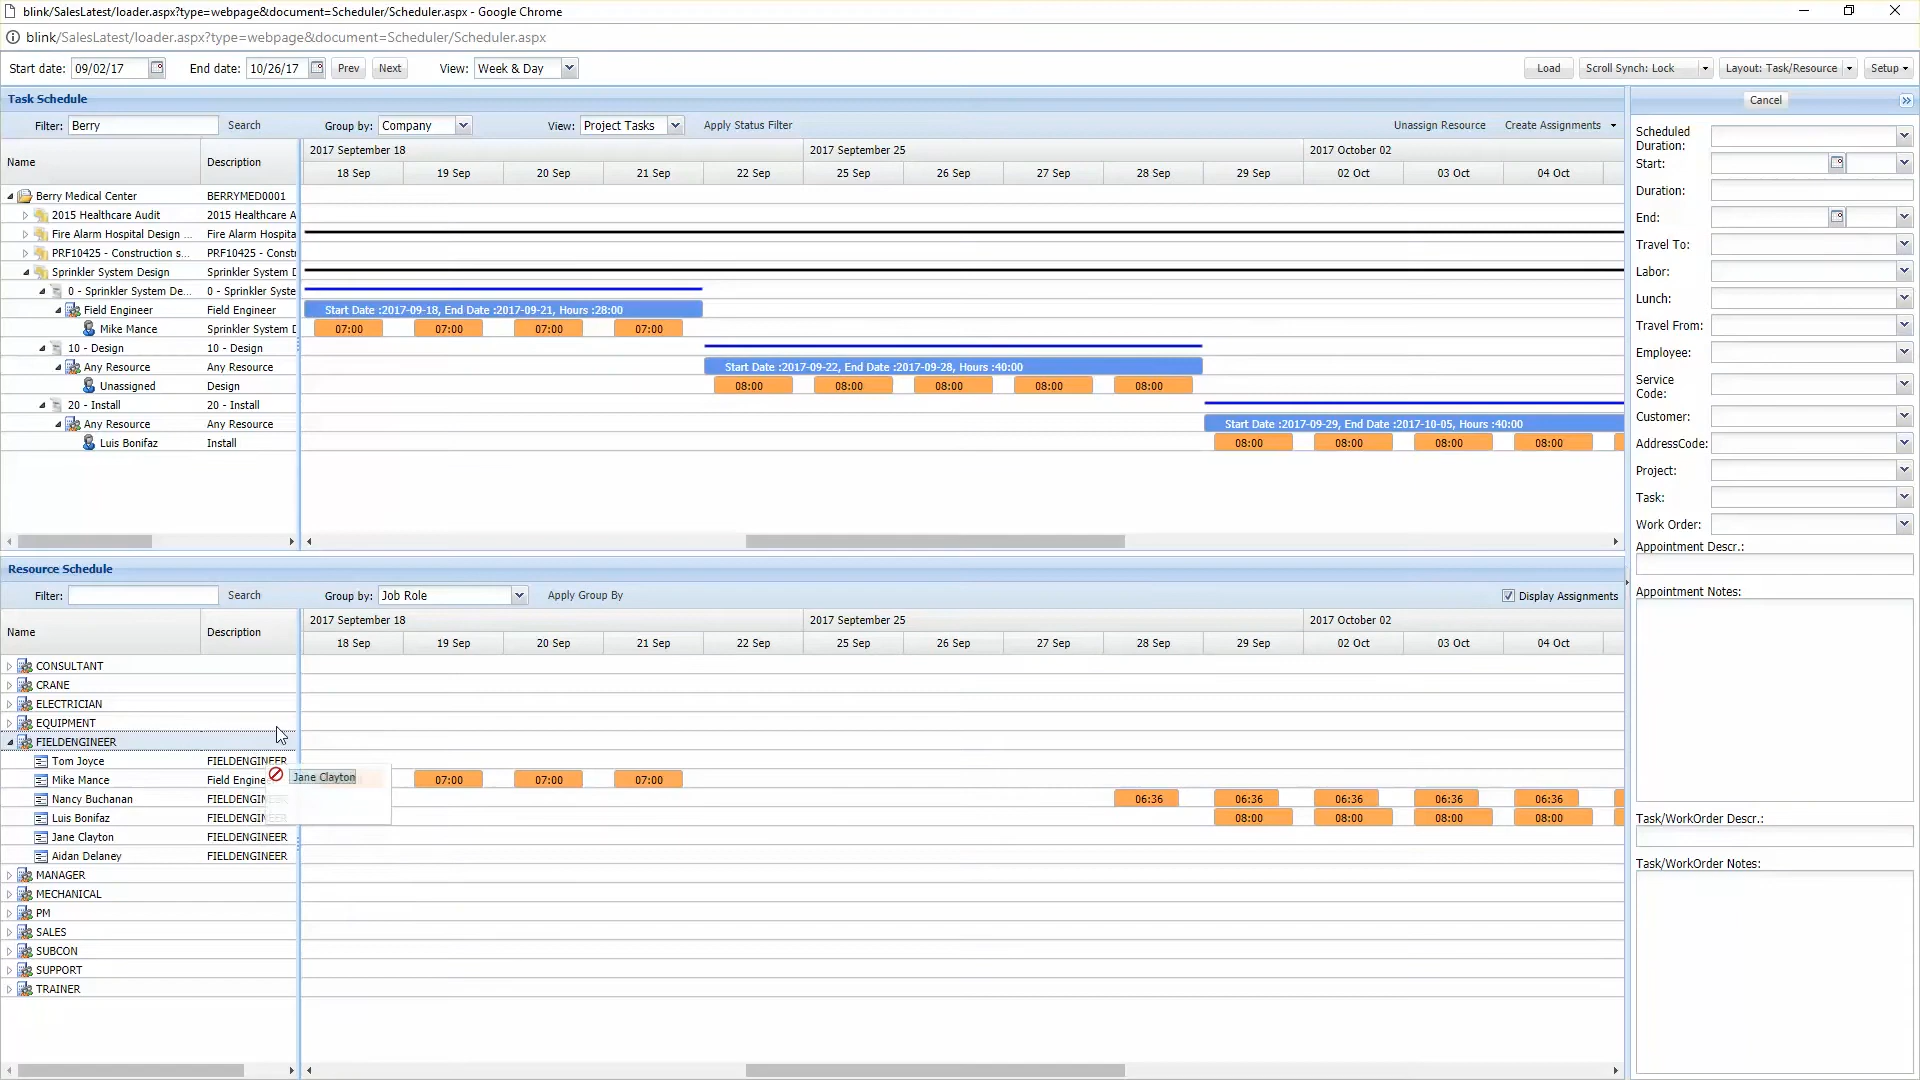 blink/SalesLatest/loader.aspx?type=webpage&document=Scheduler/Scheduler.aspx - Google Chrome
blink/SalesLatest/loader.aspx?type=webpage&document=Scheduler/Scheduler.aspx
Start date: 09/02/17 End date: 10/26/17 Prev Next View: Week & Day Load Scroll Synch: Lock Layout: Task/Resource Setup
Task Schedule
Filter: Berry Search Group by: Company View: Project Tasks Apply Status Filter Unassign Resource Create Assignments
Name Description 2017 September 18 2017 September 25 2017 October 02
18 Sep 19 Sep 20 Sep 21 Sep 22 Sep 25 Sep 26 Sep 27 Sep 28 Sep 29 Sep 02 Oct 03 Oct 04 Oct
Berry Medical Center BERRYMED0001
2015 Healthcare Audit 2015 Healthcare A
Fire Alarm Hospital Design ... Fire Alarm Hospita
PRF10425 - Construction s... PRF10425 - Constr
Sprinkler System Design Sprinkler System D
0 - Sprinkler System De... 0 - Sprinkler Syste
Field Engineer Field Engineer Start Date :2017-09-18, End Date :2017-09-21, Hours :28:00
Mike Mance Sprinkler System D 07:00 07:00 07:00 07:00
10 - Design 10 - Design
Any Resource Any Resource Start Date :2017-09-22, End Date :2017-09-28, Hours :40:00
Unassigned Design 08:00 08:00 08:00 08:00 08:00
20 - Install 20 - Install
Any Resource Any Resource Start Date :2017-09-29, End Date :2017-10-05, Hours :40:00
Luis Bonifaz Install 08:00 08:00 08:00 08:00
Resource Schedule
Filter: Search Group by: Job Role Apply Group By Display Assignments
Name Description 2017 September 18 2017 September 25 2017 October 02
18 Sep 19 Sep 20 Sep 21 Sep 22 Sep 25 Sep 26 Sep 27 Sep 28 Sep 29 Sep 02 Oct 03 Oct 04 Oct
CONSULTANT
CRANE
ELECTRICIAN
EQUIPMENT
FIELDENGINEER
Tom Joyce FIELDENGINEER
Mike Mance Field Engine Jane Clayton 07:00 07:00 07:00
Nancy Buchanan FIELDENGINEER 06:36 06:36 06:36 06:36 06:36
Luis Bonifaz FIELDENGINEER 08:00 08:00 08:00 08:00
Jane Clayton FIELDENGINEER
Aidan Delaney FIELDENGINEER
MANAGER
MECHANICAL
PM
SALES
SUBCON
SUPPORT
TRAINER
Cancel
Scheduled
Duration:
Start:
Duration:
End:
Travel To:
Labor:
Lunch:
Travel From:
Employee:
Service
Code:
Customer:
AddressCode:
Project:
Task:
Work Order:
Appointment Descr.:
Appointment Notes:
Task/WorkOrder Descr.:
Task/WorkOrder Notes: